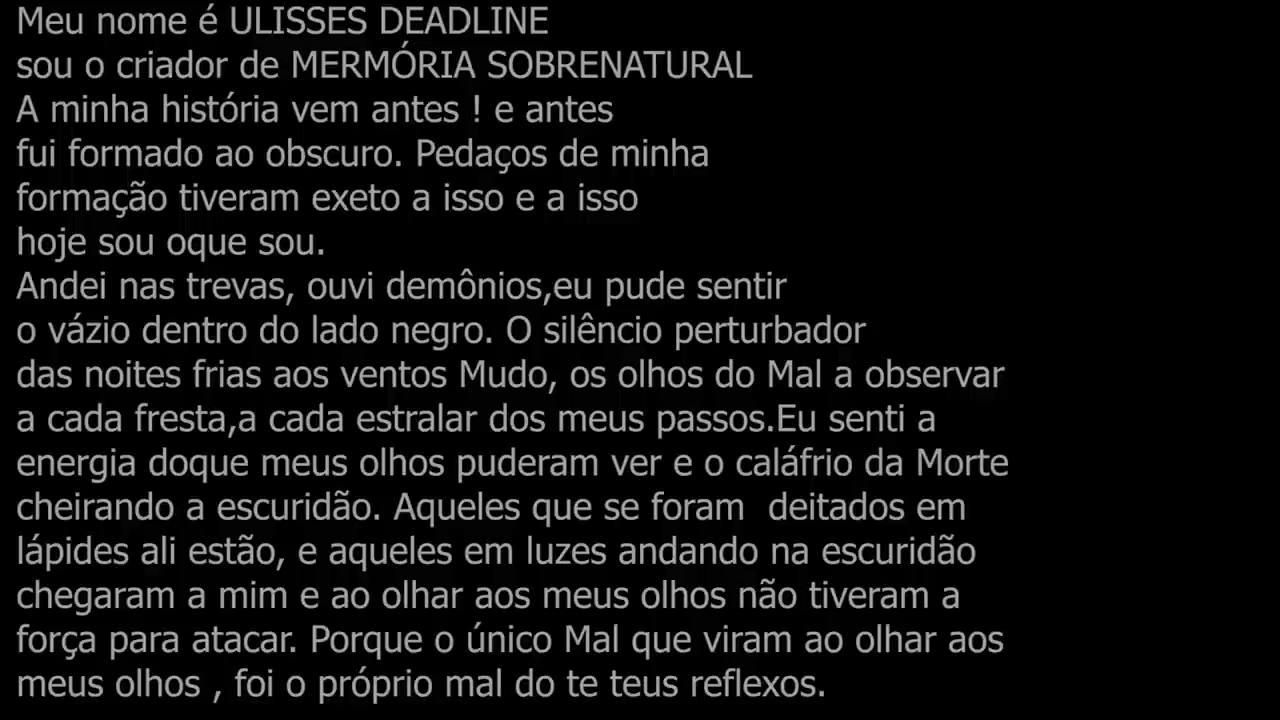 Meu nome é ULISSES DEADLINE
sou o criador de MERMÓRIA SOBRENATURAL
A minha história vem antes ! e antes
fui formado ao obscuro. Pedaços de minha
formação tiveram exeto a isso e a isso
hoje sou oque sou.
Andei nas trevas, ouvi demônios,eu pude sentir
o vázio dentro do lado negro. O silêncio perturbador
das noites frias aos ventos Mudo, os olhos do Mal a observar
a cada fresta,a cada estralar dos meus passos.Eu senti a
energia doque meus olhos puderam ver e o caláfrio da Morte
cheirando a escuridão. Aqueles que se foram  deitados em
lápides ali estão, e aqueles em luzes andando na escuridão
chegaram a mim e ao olhar aos meus olhos não tiveram a
força para atacar. Porque o único Mal que viram ao olhar aos
meus olhos , foi o próprio mal do te teus reflexos.